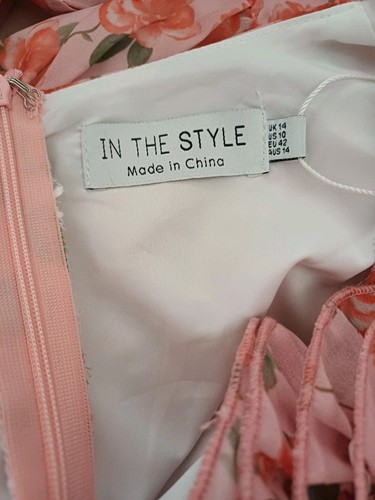 IN THE STYLE
Made in China
UK 14
US 10
EU 42
AUS 14